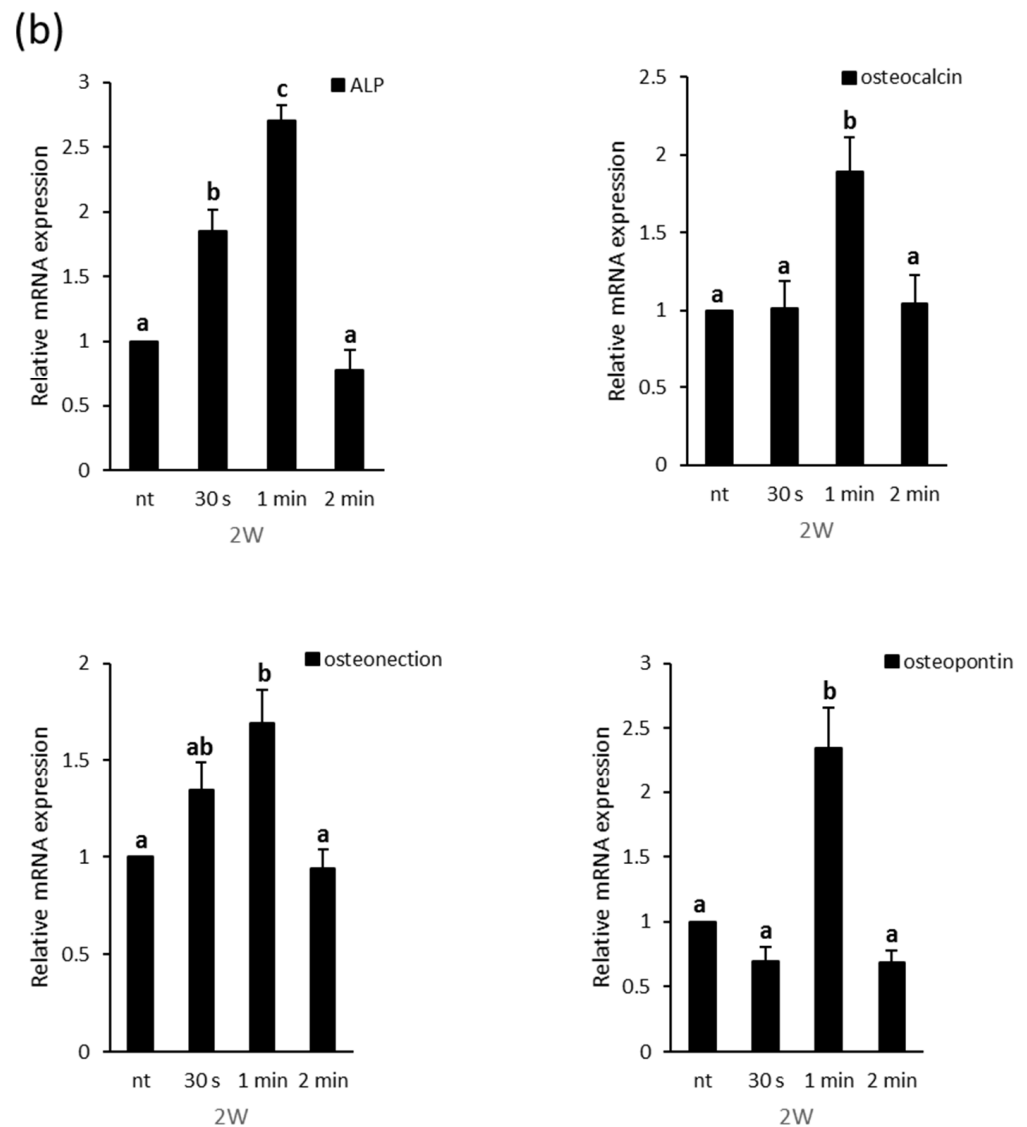 (b)
ALP
Relative mRNA expression
3
2.5
2
1.5
1
0.5
0
a
b
c
a
nt 30 s 1 min 2 min
2W
osteocalcin
Relative mRNA expression
2.5
2
1.5
1
0.5
0
a
a
b
a
nt 30 s 1 min 2 min
2W
osteonection
Relative mRNA expression
2
1.5
1
0.5
0
a
ab
b
a
nt 30 s 1 min 2 min
2W
osteopontin
Relative mRNA expression
3
2.5
2
1.5
1
0.5
0
a
a
b
a
nt 30 s 1 min 2 min
2W